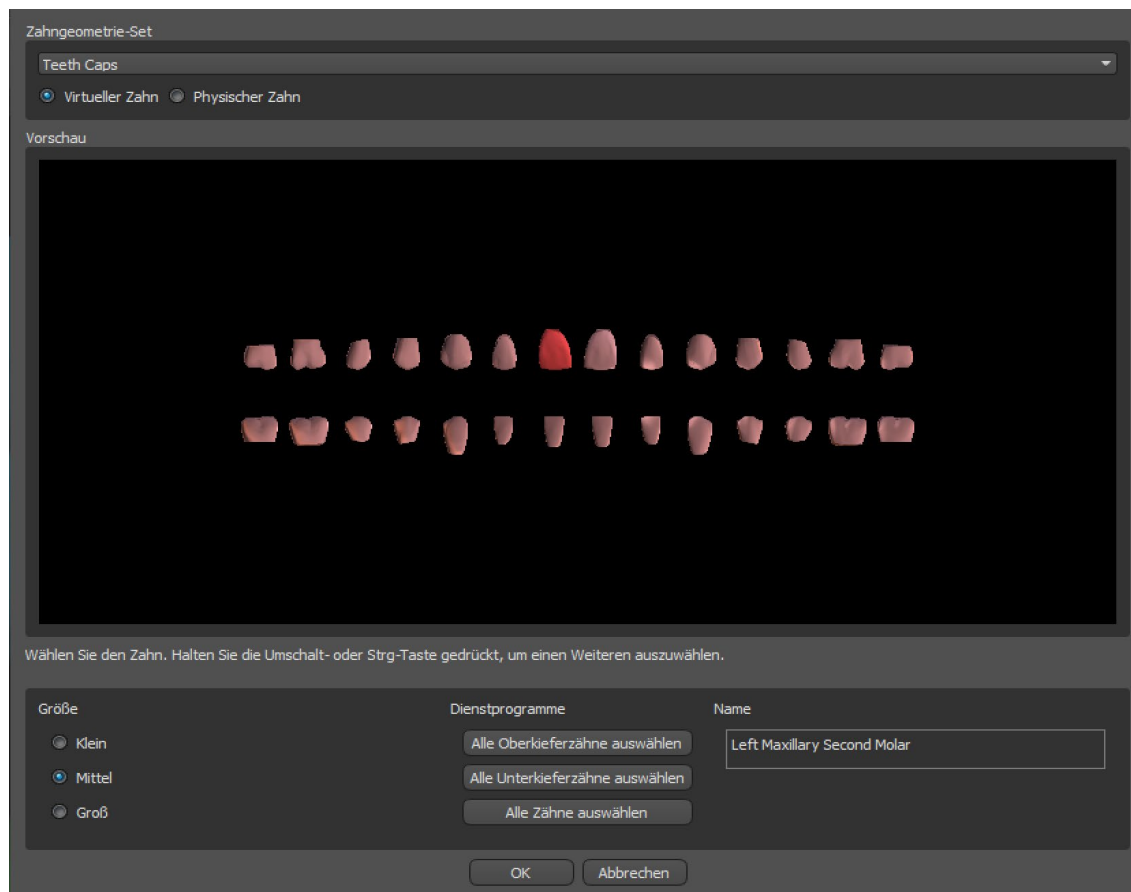 Zahngeometrie-Set
Teeth Caps
Virtueller Zahn Physischer Zahn
Vorschau
Wählen Sie den Zahn. Halten Sie die Umschalt- oder Strg-Taste gedrückt, um einen Weiteren auszuwählen.
Größe Dienstprogramme Name
Klein Alle Oberkieferzähne auswählen Left Maxillary Second Molar
Mittel Alle Unterkieferzähne auswählen
Groß Alle Zähne auswählen
OK Abbrechen